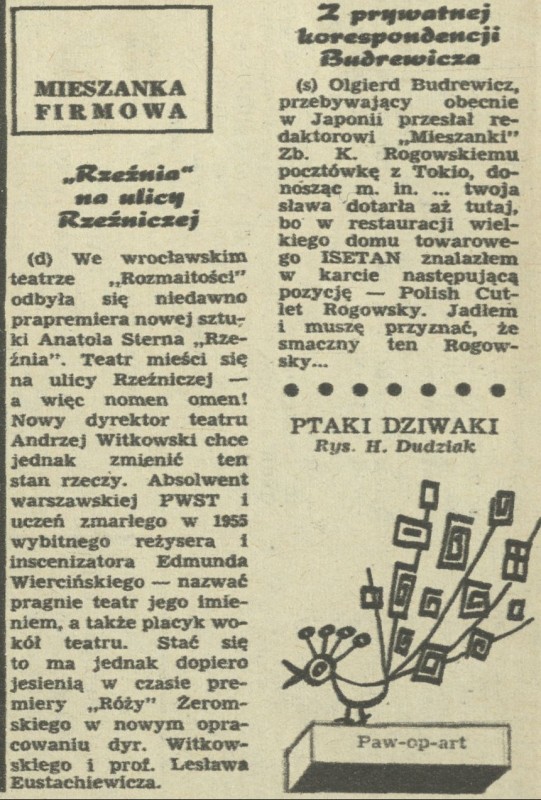 MIESZANKA
FIRMOWA
„Rzeźnia“
na ulicy
Rzeźniczej
(d) We wrocławskim
teatrze „Rozmaitości”
odbyła się niedawno
prapremiera nowej sztu-
ki Anatola Sterna „Rze-
źnia”. Teatr mieści się
na ulicy Rzeźniczej —
a więc nomen omen!
Nowy dyrektor teatru
Andrzej Witkowski chce
jednak zmienić ten
stan rzeczy. Absolwent
warszawskiej PWST i
uczeń zmarłego w 1955
wybitnego reżysera i
inscenizatora Edmunda
Wiercińskiego — nazwać
pragnie teatr jego imie-
niem, a także placyk wo-
kół teatru. Stać się
to ma jednak dopiero
jesienią w czasie pre-
miery „Róży” Żerom-
skiego w nowym opra-
cowaniu dyr. Witkow-
skiego i prof. Lesława
Eustachiewicza.
Z prywatnej
korespondencji
Budrewicza
(s) Olgierd Budrewicz,
przebywający obecnie
w Japonii przesłał re-
daktorowi „Mieszanki”
Zb. K. Rogowskiemu
pocztówkę z Tokio, do-
nosząc m. in. ... twoja
sława dotarła aż tutaj,
bo w restauracji wiel-
kiego domu towarowe-
go ISETAN znalazłem
w karcie następującą
pozycję — Polish Cut-
let Rogowsky. Jadłem
i muszę przyznać, że
smaczny ten Rogow-
sky...
PTAKI DZIWAKI
Rys. H. Dudziak
Paw-op-art